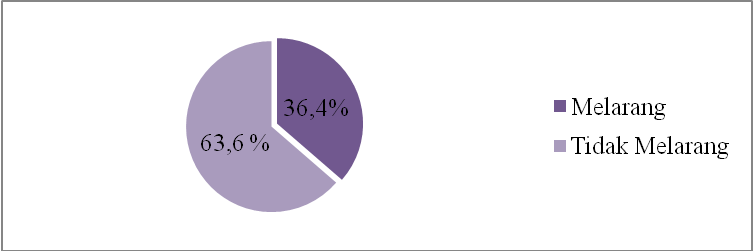 36,4%
63,6 %
Melarang
Tidak Melarang